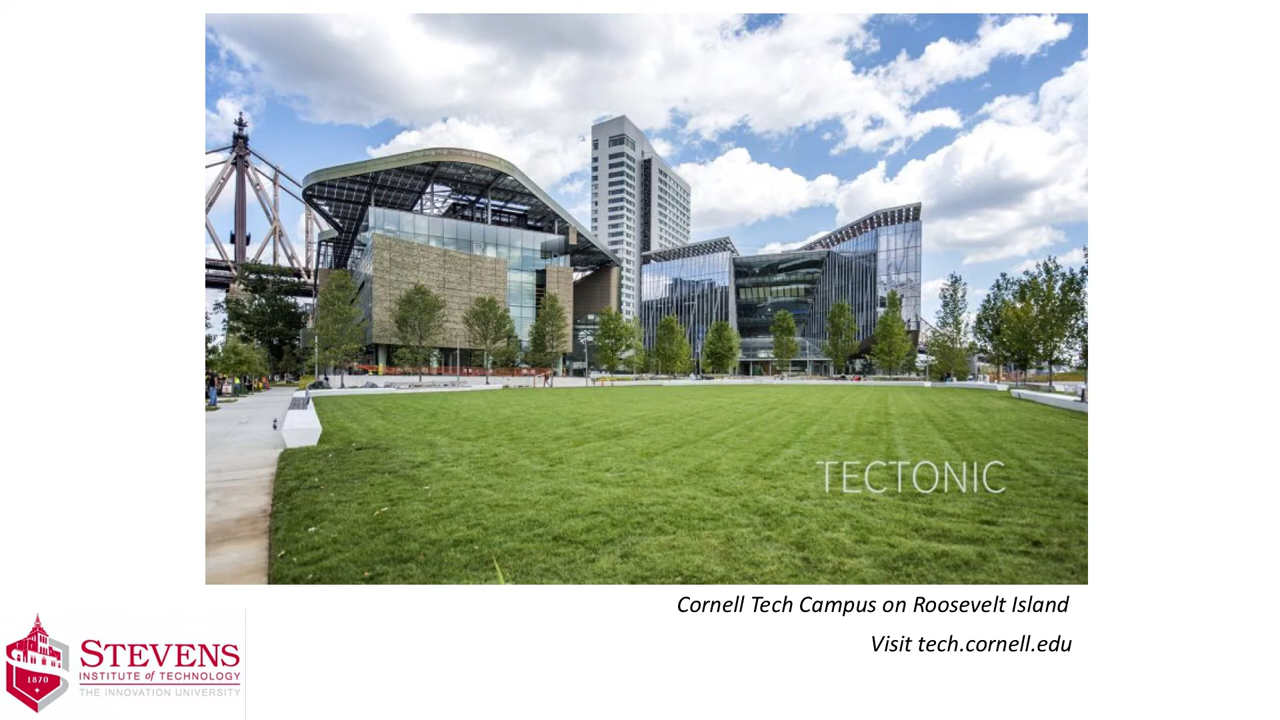 TECTONIC
Cornell Tech Campus on Roosevelt Island
Visit tech.cornell.edu
1870
STEVENS
INSTITUTE of TECHNOLOGY
THE INNOVATION UNIVERSITY